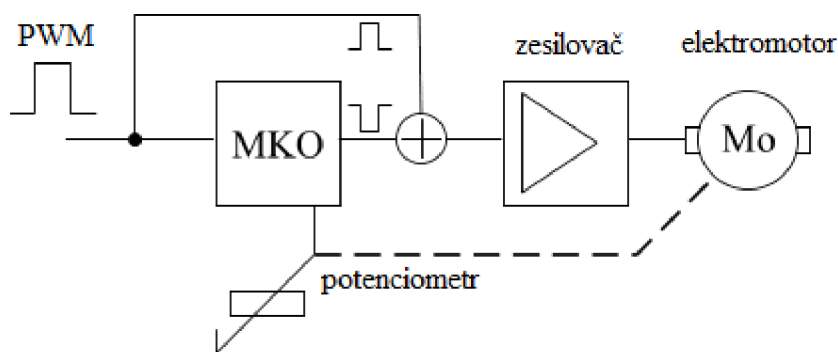 PWM
zesilovač
elektromotor
MKO
Mo
potenciometr